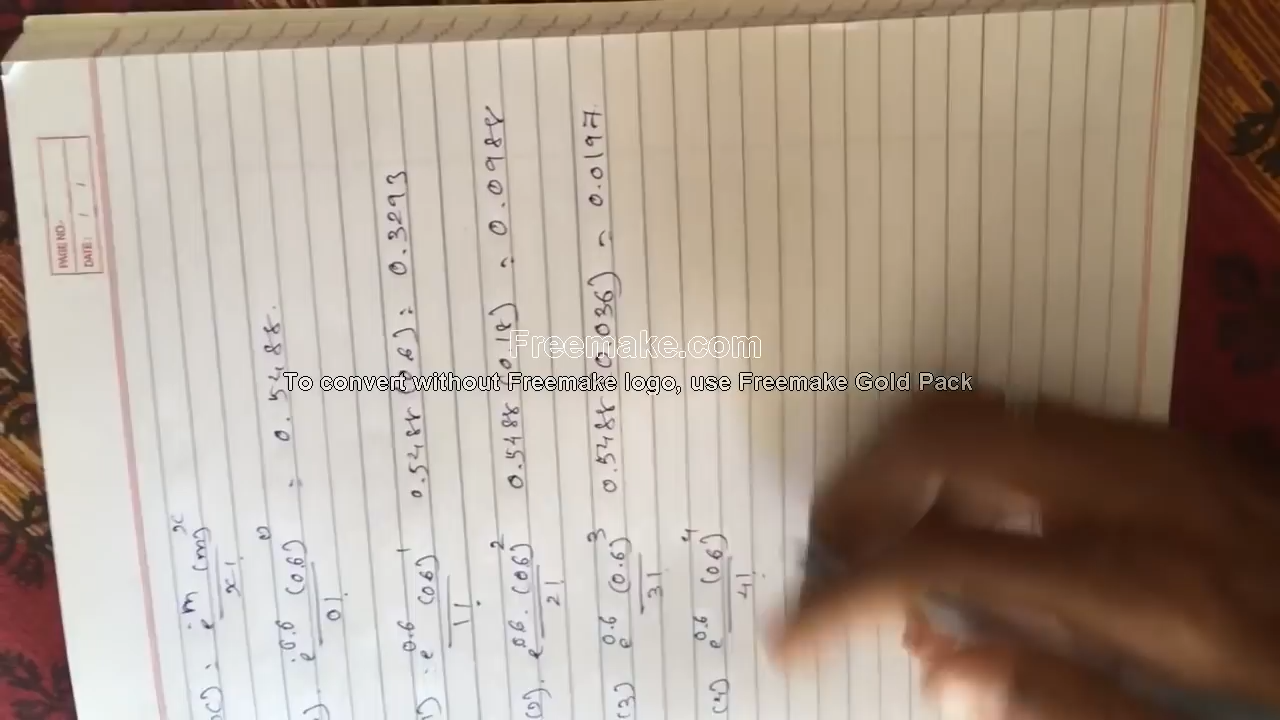 PAGE NO.
DATE: / /
x) = e^-m (m)^x / x!
) . e^-0.6 (0.6)^0 / 0! = 0.5488.
1) . e^0.6 (0.6)^1 / 1! 0.5488 (0.6) = 0.3293
(2) . e^0.6 . (0.6)^2 / 2! 0.5488 (0.18) = 0.0988
(3) e^0.6 (0.6)^3 / 3! 0.5488 (0.036) = 0.0197
(4) e^0.6 (0.6)^4 / 4!
Freemake.com
To convert without Freemake logo, use Freemake Gold Pack